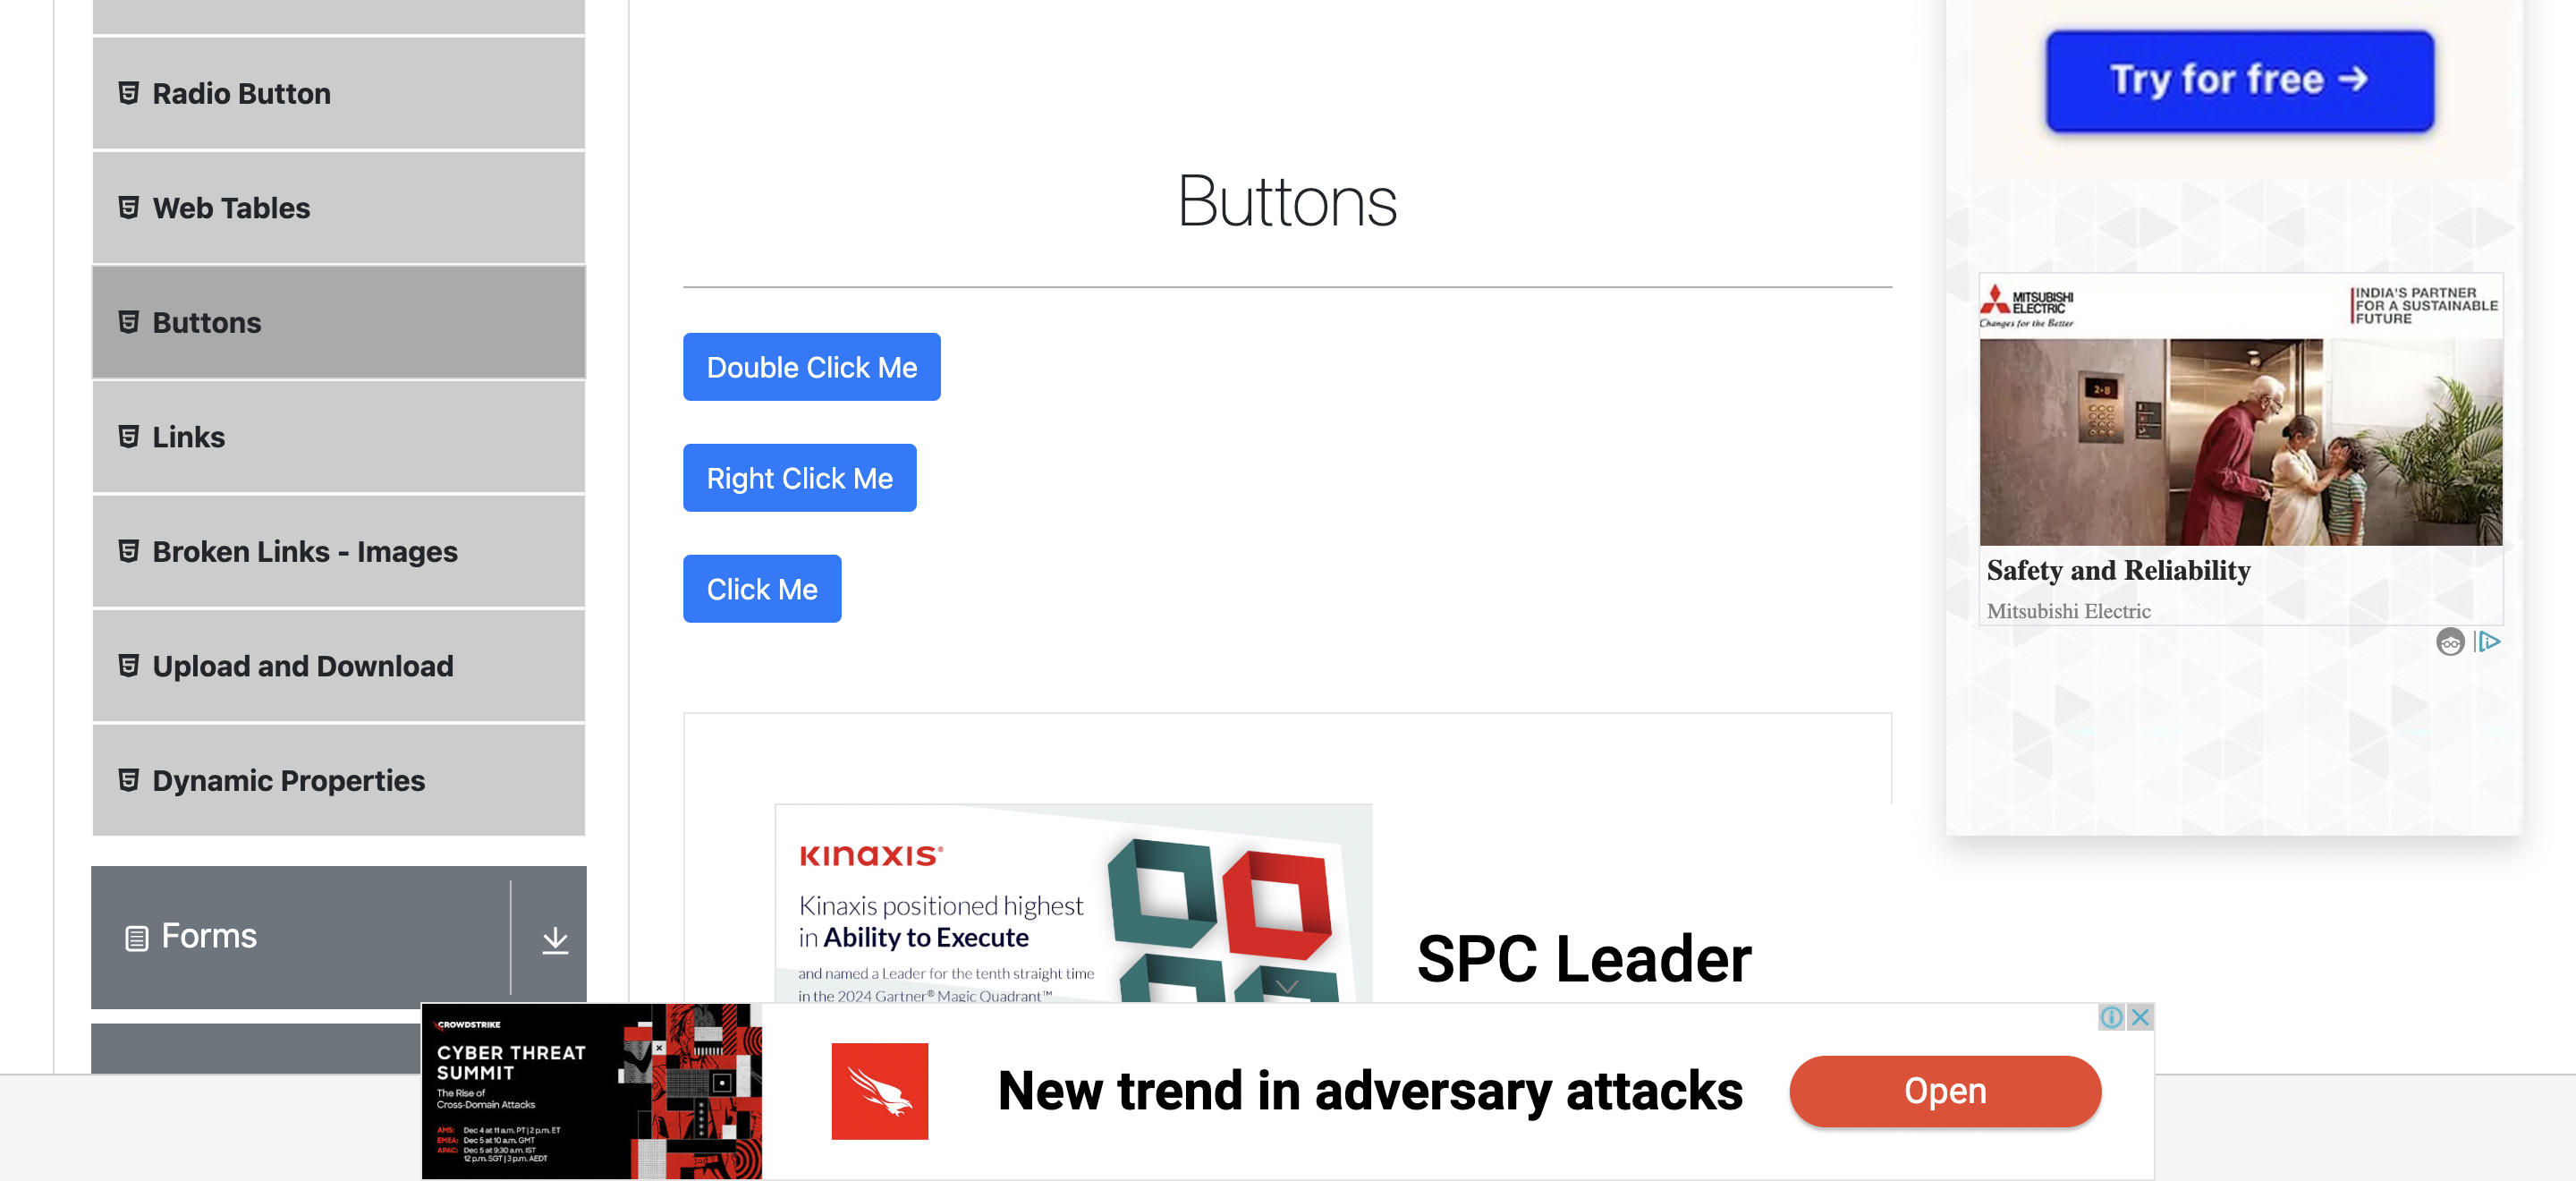 Radio Button
Web Tables
Buttons
Links
Broken Links - Images
Upload and Download
Dynamic Properties
Forms
Buttons
Double Click Me
Right Click Me
Click Me
KINAXIS®
Kinaxis positioned highest
in Ability to Execute
and named a Leader for the tenth straight time
in the 2024 Gartner® Magic Quadrant™
SPC Leader
Try for free →
MITSUBISHI
ELECTRIC
Changes for the Better
INDIA'S PARTNER
FOR A SUSTAINABLE
FUTURE
2-8
Safety and Reliability
Mitsubishi Electric
CROWDSTRIKE
CYBER THREAT
SUMMIT
The Rise of
Cross-Domain Attacks
AMS: Dec 4 at 11 a.m. PT | 2 p.m. ET
EMEA: Dec 5 at 10 a.m. GMT
APAC: Dec 5 at 9:30 a.m. IST
12 p.m. SGT | 3 p.m. AEDT
New trend in adversary attacks
Open